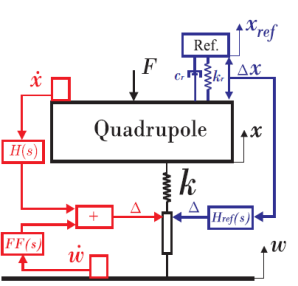 Ref.
x_ref
ẋ
F
c_r
k_r
Δx
Quadrupole
x
H(s)
k
+
Δ
Δ
H_ref(s)
FF(s)
ẇ
w